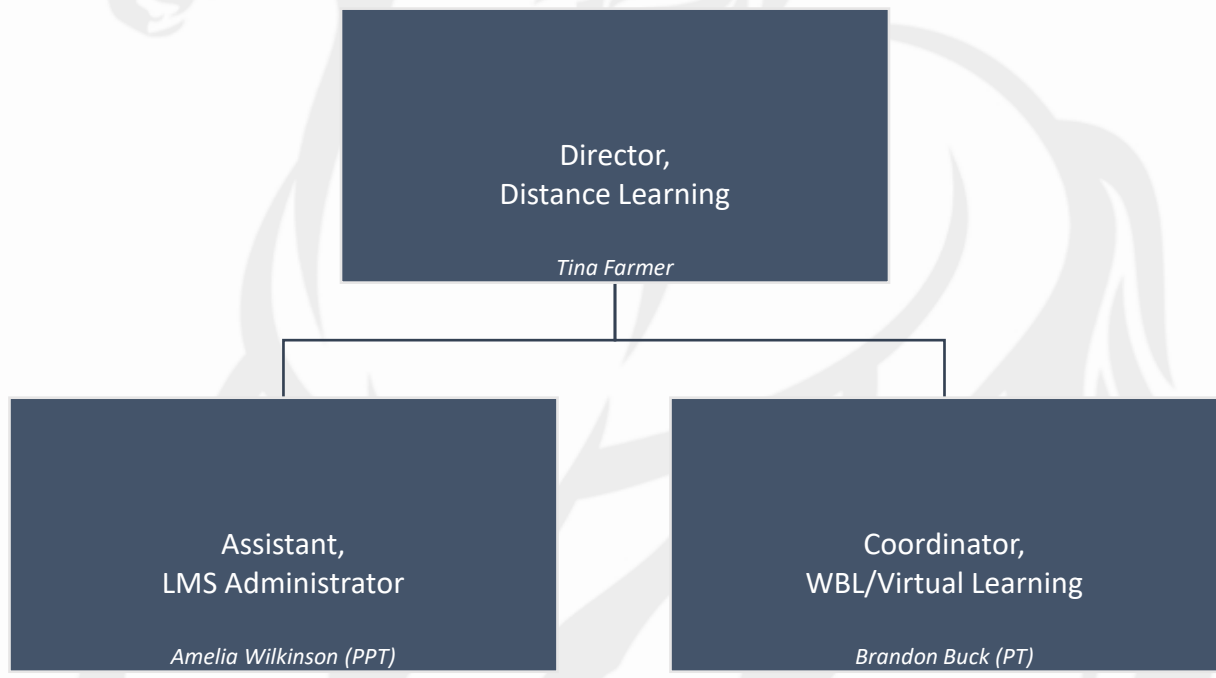 Director,
Distance Learning
Tina Farmer
Assistant,
LMS Administrator
Amelia Wilkinson (PPT)
Coordinator,
WBL/Virtual Learning
Brandon Buck (PT)